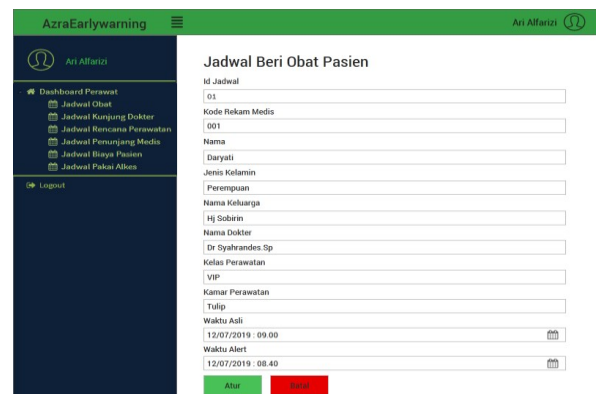 AzraEarlywarning
Ari Alfarizi
Ari Alfarizi
Dashboard Perawat
Jadwal Obat
Jadwal Kunjung Dokter
Jadwal Rencana Perawatan
Jadwal Penunjang Medis
Jadwal Biaya Pasien
Jadwal Pakai Alkes
Logout
Jadwal Beri Obat Pasien
Id Jadwal
01
Kode Rekam Medis
001
Nama
Daryati
Jenis Kelamin
Perempuan
Nama Keluarga
Hj Sobirin
Nama Dokter
Dr Syahrandes.Sp
Kelas Perawatan
VIP
Kamar Perawatan
Tulip
Waktu Asli
12/07/2019 : 09.00
Waktu Alert
12/07/2019 : 08.40
Atur
Batal